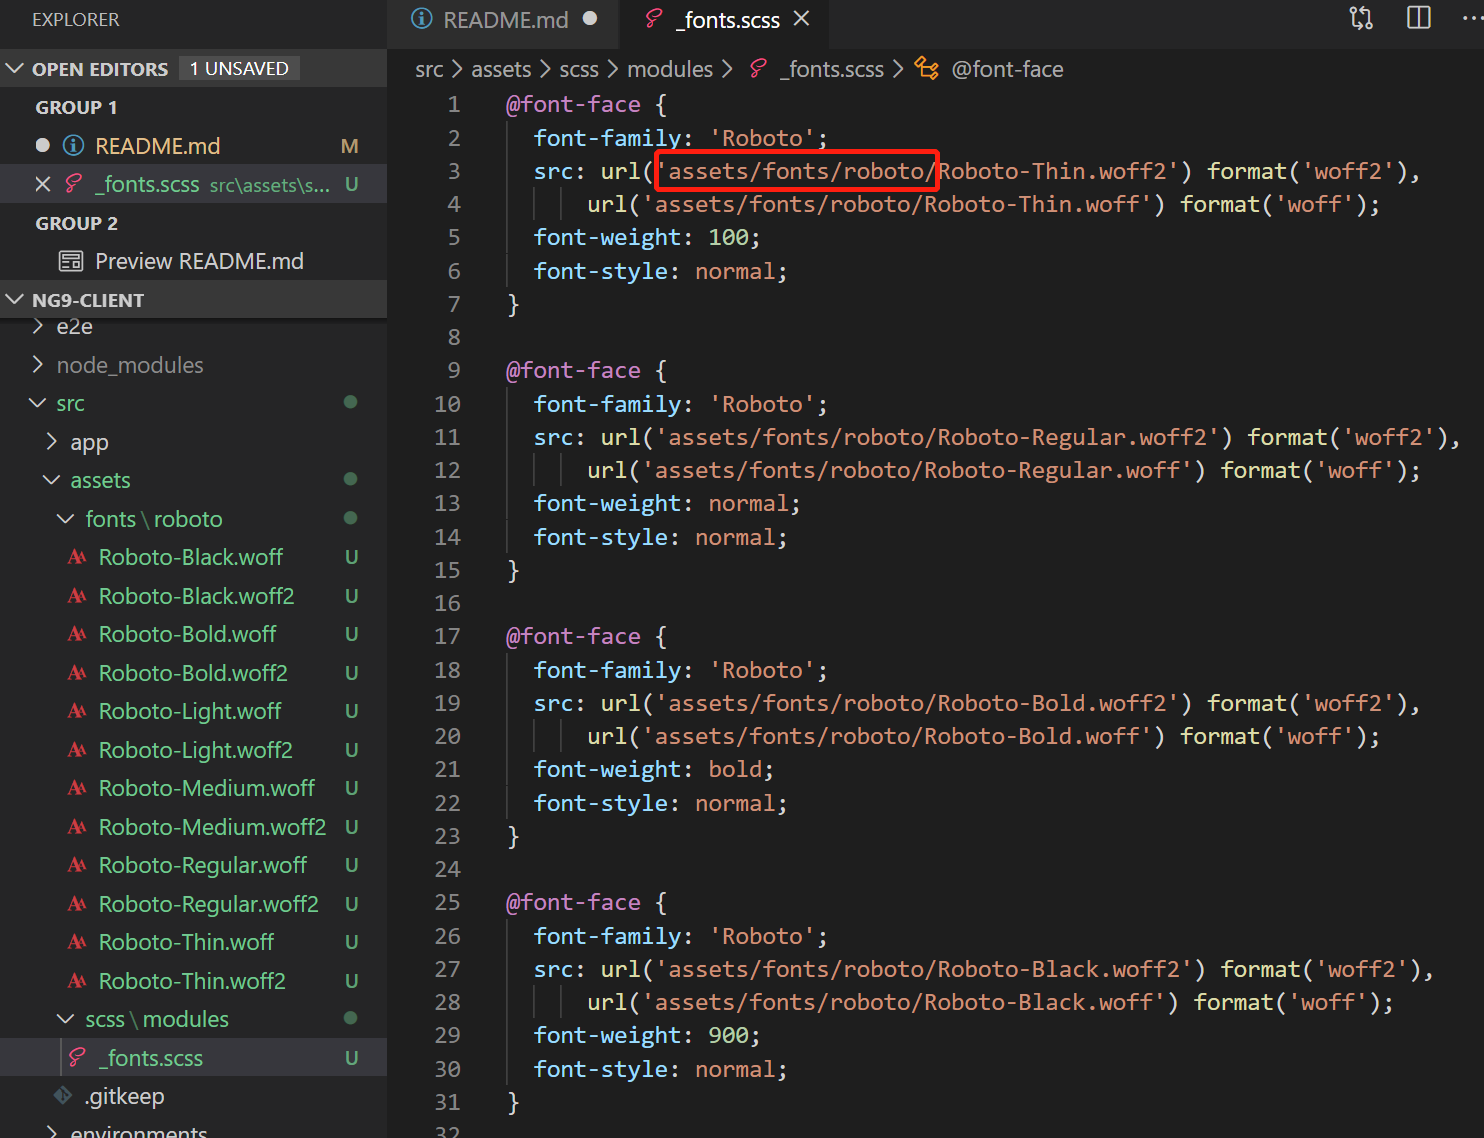 EXPLORER
OPEN EDITORS 1 UNSAVED
GROUP 1
README.md M
_fonts.scss src\assets\s... U
GROUP 2
Preview README.md
NG9-CLIENT
e2e
node_modules
src
app
assets
fonts \ roboto
Roboto-Black.woff U
Roboto-Black.woff2 U
Roboto-Bold.woff U
Roboto-Bold.woff2 U
Roboto-Light.woff U
Roboto-Light.woff2 U
Roboto-Medium.woff U
Roboto-Medium.woff2 U
Roboto-Regular.woff U
Roboto-Regular.woff2 U
Roboto-Thin.woff U
Roboto-Thin.woff2 U
scss \ modules
_fonts.scss U
.gitkeep
environments
README.md
_fonts.scss
src > assets > scss > modules > _fonts.scss > @font-face
1 @font-face {
2 font-family: 'Roboto';
3 src: url('assets/fonts/roboto/Roboto-Thin.woff2') format('woff2'),
4 url('assets/fonts/roboto/Roboto-Thin.woff') format('woff');
5 font-weight: 100;
6 font-style: normal;
7 }
8
9 @font-face {
10 font-family: 'Roboto';
11 src: url('assets/fonts/roboto/Roboto-Regular.woff2') format('woff2'),
12 url('assets/fonts/roboto/Roboto-Regular.woff') format('woff');
13 font-weight: normal;
14 font-style: normal;
15 }
16
17 @font-face {
18 font-family: 'Roboto';
19 src: url('assets/fonts/roboto/Roboto-Bold.woff2') format('woff2'),
20 url('assets/fonts/roboto/Roboto-Bold.woff') format('woff');
21 font-weight: bold;
22 font-style: normal;
23 }
24
25 @font-face {
26 font-family: 'Roboto';
27 src: url('assets/fonts/roboto/Roboto-Black.woff2') format('woff2'),
28 url('assets/fonts/roboto/Roboto-Black.woff') format('woff');
29 font-weight: 900;
30 font-style: normal;
31 }
32